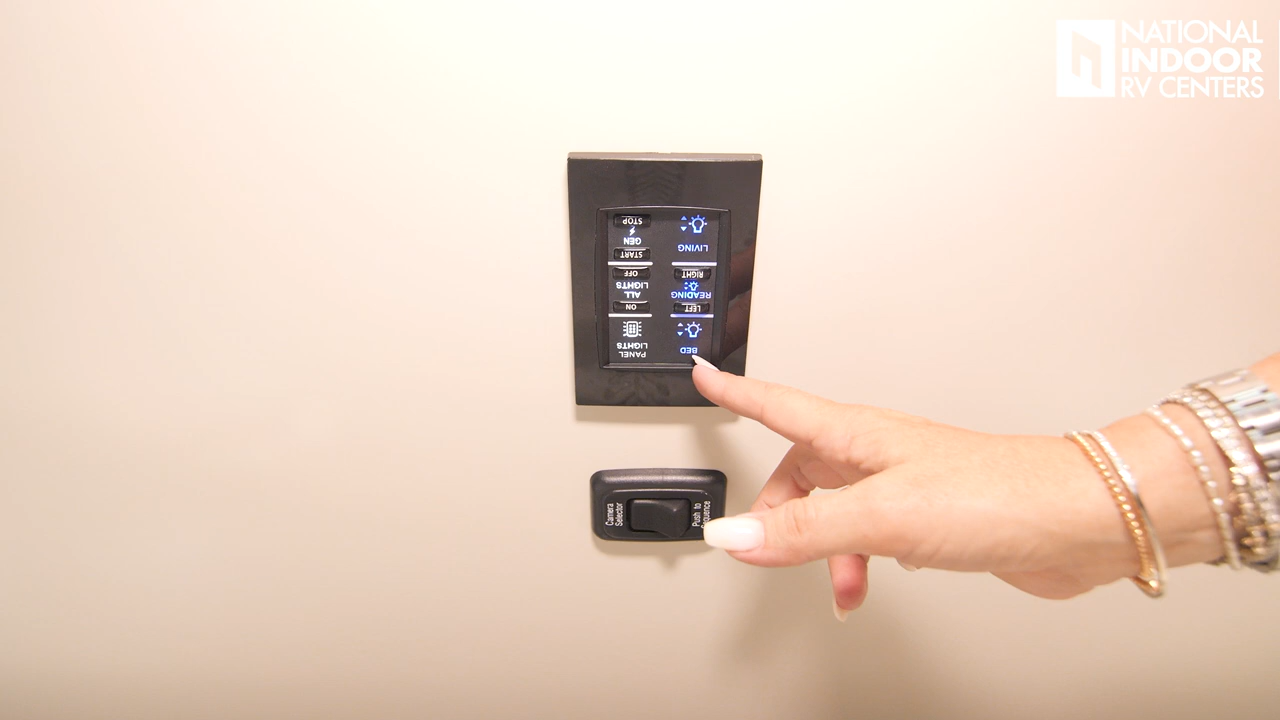 NATIONAL
INDOOR
RV CENTERS
BED
LEFT
READING
RIGHT
LIVING
PANEL
LIGHTS
ON
ALL
LIGHTS
OFF
START
GEN
STOP
Camera
Selector
Push to
Sequence